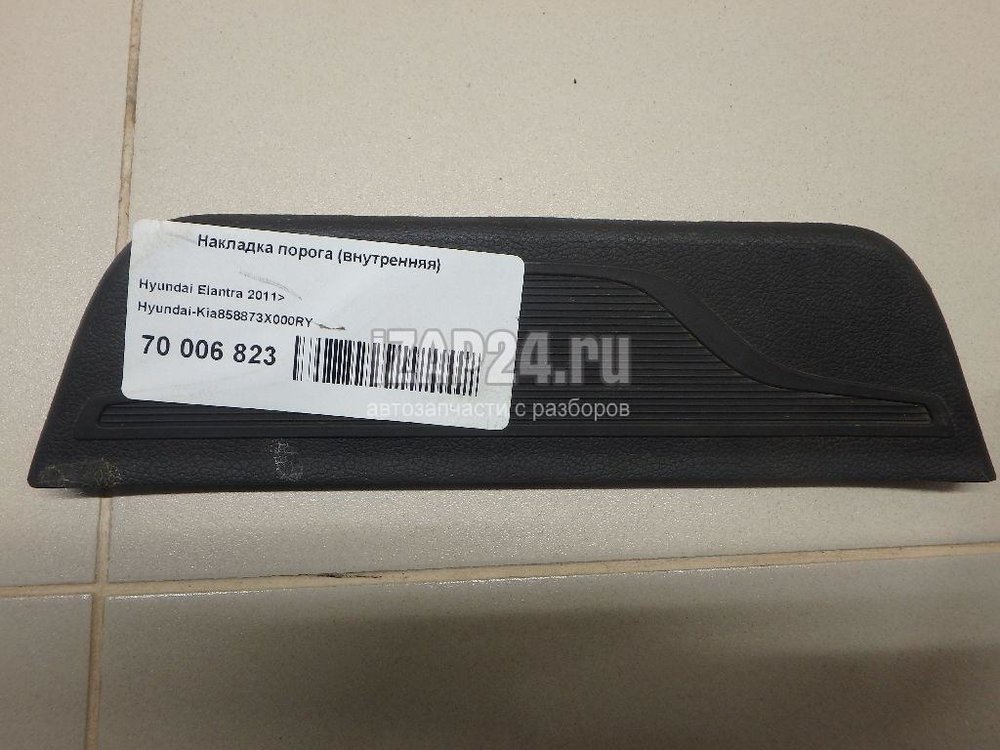 Накладка порога (внутренняя)
Hyundai Elantra 2011>
Hyundai-Kia858873X000RY
70 006 823
iZAP24.ru
автозапчасти с разборов